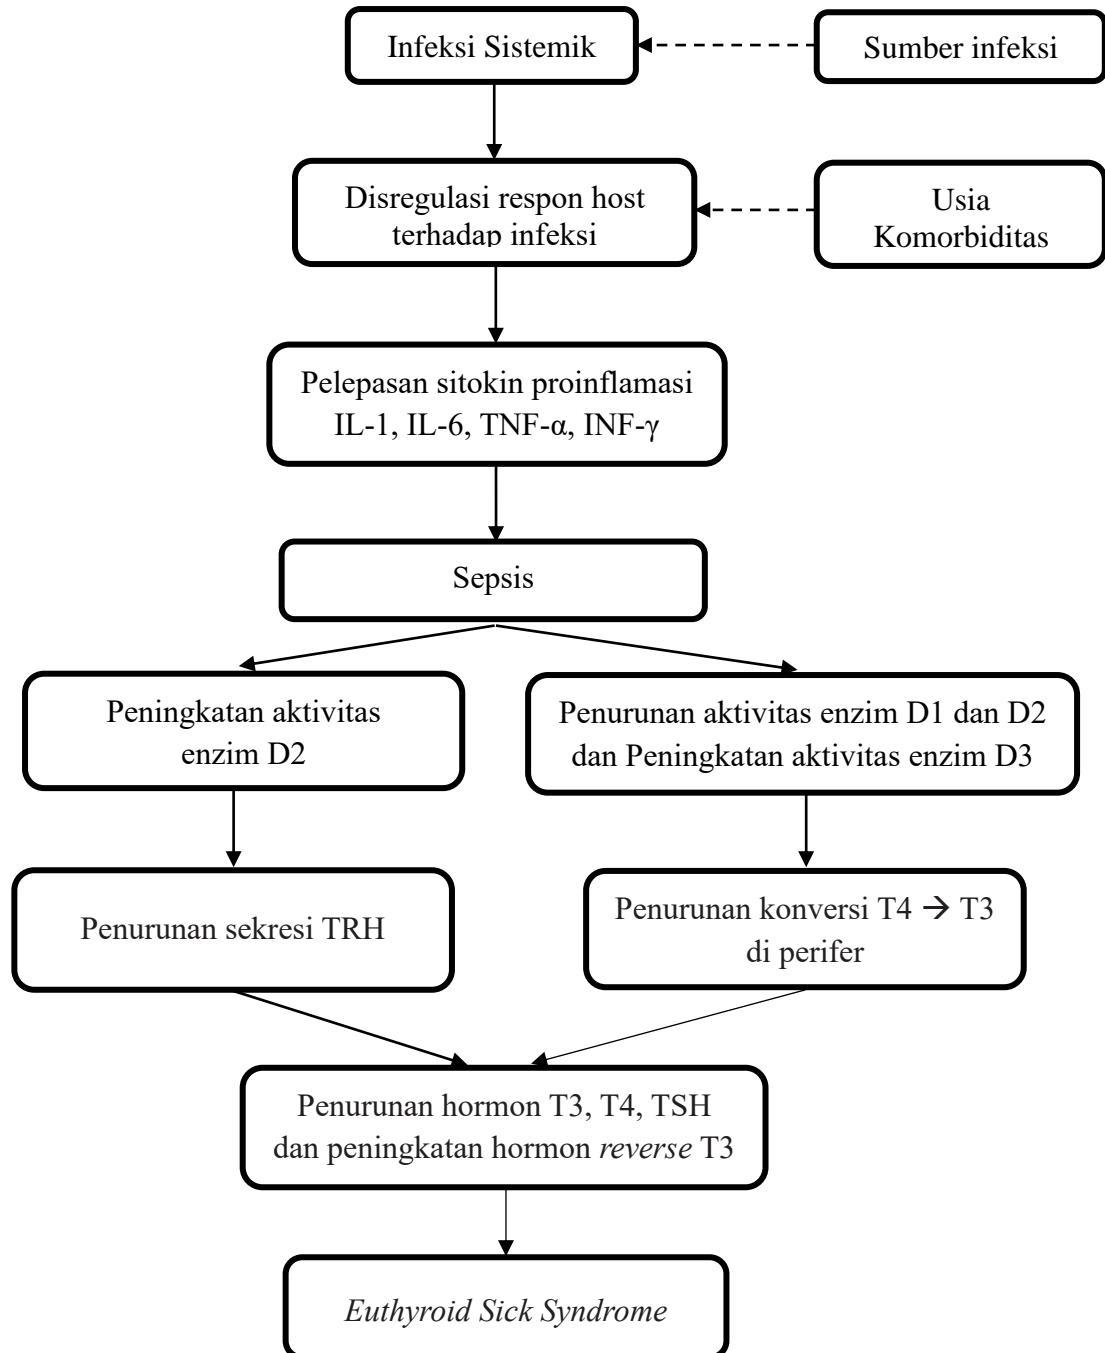 Infeksi Sistemik
Sumber infeksi
Disregulasi respon host
terhadap infeksi
Usia
Komorbiditas
Pelepasan sitokin proinflamasi
IL-1, IL-6, TNF-α, INF-γ
Sepsis
Peningkatan aktivitas
enzim D2
Penurunan aktivitas enzim D1 dan D2
dan Peningkatan aktivitas enzim D3
Penurunan sekresi TRH
Penurunan konversi T4 → T3
di perifer
Penurunan hormon T3, T4, TSH
dan peningkatan hormon reverse T3
Euthyroid Sick Syndrome